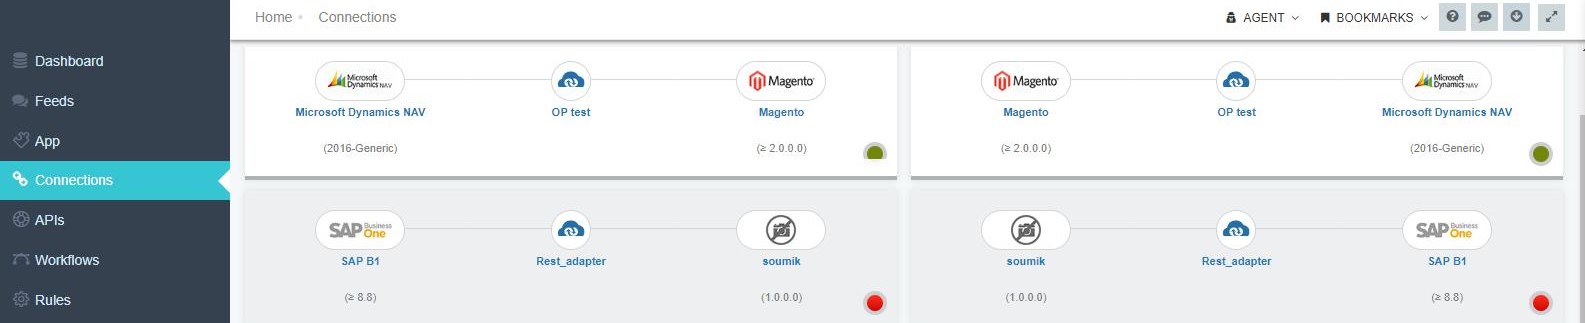 Home • Connections
AGENT
BOOKMARKS
Dashboard
Feeds
App
Connections
APIs
Workflows
Rules
Microsoft Dynamics NAV
Magento
Microsoft Dynamics NAV
OP test
Magento
(2016-Generic)
(≥ 2.0.0.0)
Magento
Microsoft Dynamics NAV
Magento
OP test
Microsoft Dynamics NAV
(≥ 2.0.0.0)
(2016-Generic)
SAP Business One
SAP B1
Rest_adapter
soumik
(≥ 8.8)
(1.0.0.0)
SAP Business One
soumik
Rest_adapter
SAP B1
(1.0.0.0)
(≥ 8.8)